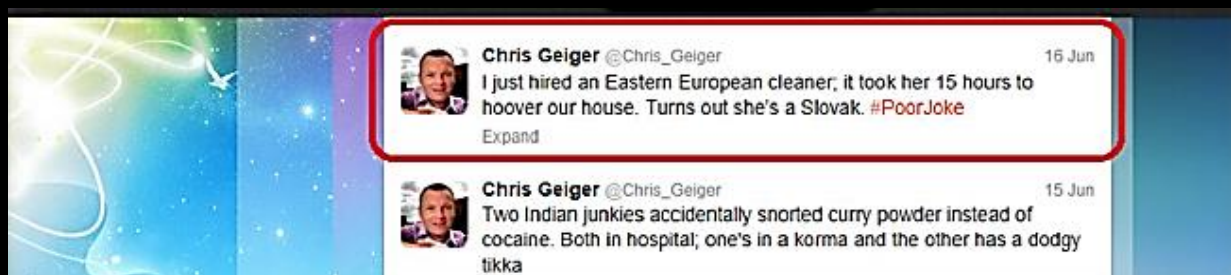 Chris Geiger @Chris_Geiger 16 Jun
I just hired an Eastern European cleaner; it took her 15 hours to
hoover our house. Turns out she's a Slovak. #PoorJoke
Expand
Chris Geiger @Chris_Geiger 15 Jun
Two Indian junkies accidentally snorted curry powder instead of
cocaine. Both in hospital; one's in a korma and the other has a dodgy
tikka